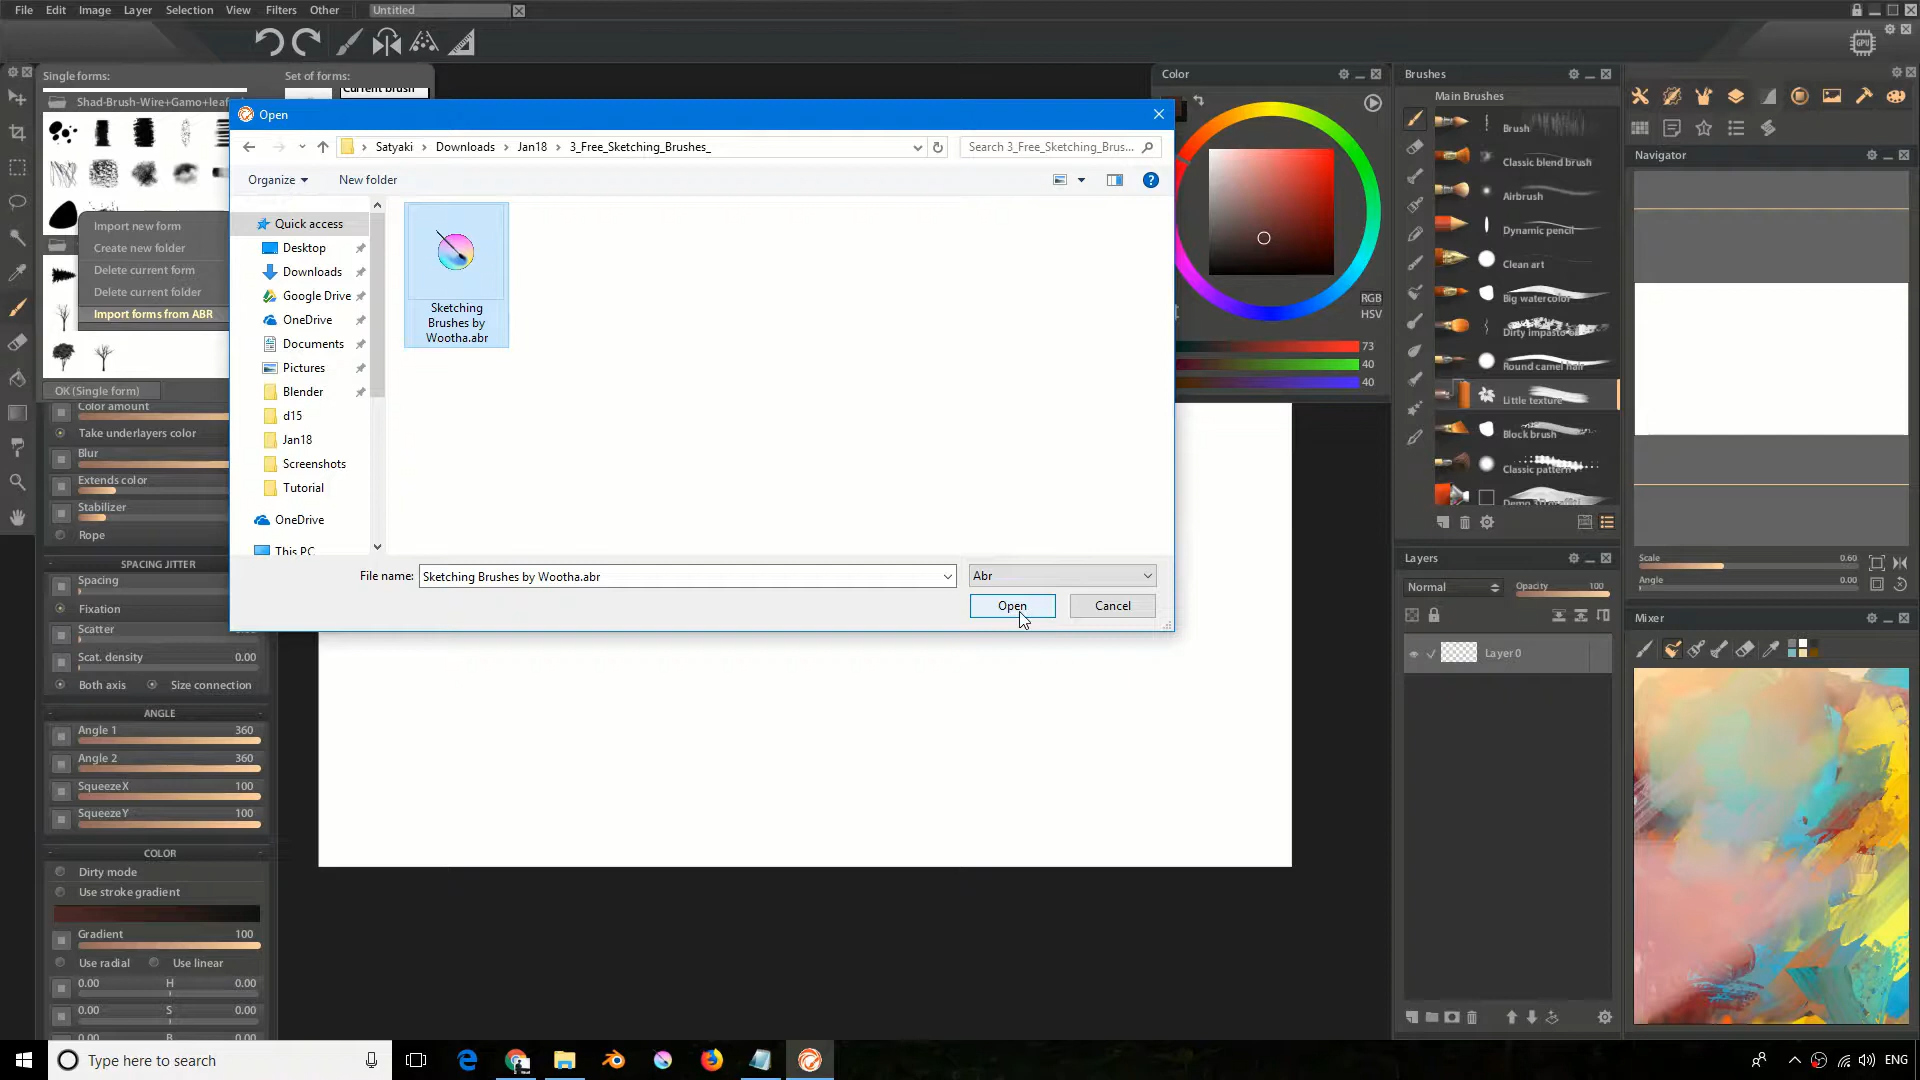 File Edit Image Layer Selection View Filters Other Untitled
GPU
Single forms:
Set of forms:
Shad-Brush-Wire+Gamo+leaf
Current brush
Import new form
Create new folder
Delete current form
Delete current folder
Import forms from ABR
OK (Single form)
Color amount
Take underlayers color
Blur
Extends color
Stabilizer
Rope
SPACING JITTER
Spacing
Fixation
Scatter
Scat. density 0.00
Both axis Size connection
ANGLE
Angle 1 360
Angle 2 360
SqueezeX 100
SqueezeY 100
COLOR
Dirty mode
Use stroke gradient
Gradient 100
Use radial Use linear
0.00 H 0.00
0.00 S 0.00
Open
Satyaki Downloads Jan18 3_Free_Sketching_Brushes_
Search 3_Free_Sketching_Brus...
Organize New folder
Quick access
Desktop
Downloads
Google Drive
OneDrive
Documents
Pictures
Blender
d15
Jan18
Screenshots
Tutorial
OneDrive
This PC
Sketching
Brushes by
Wootha.abr
File name: Sketching Brushes by Wootha.abr Abr
Open Cancel
Color
RGB
HSV
73
40
40
Brushes
Main Brushes
Brush
Classic blend brush
Airbrush
Dynamic pencil
Clean art
Big watercolor
Dirty impasto
Round camel hair
Little texture
Block brush
Classic pattern
Layers
Normal Opacity 100
Layer 0
Navigator
Scale 0.60
Angle 0.00
Mixer
Type here to search
ENG